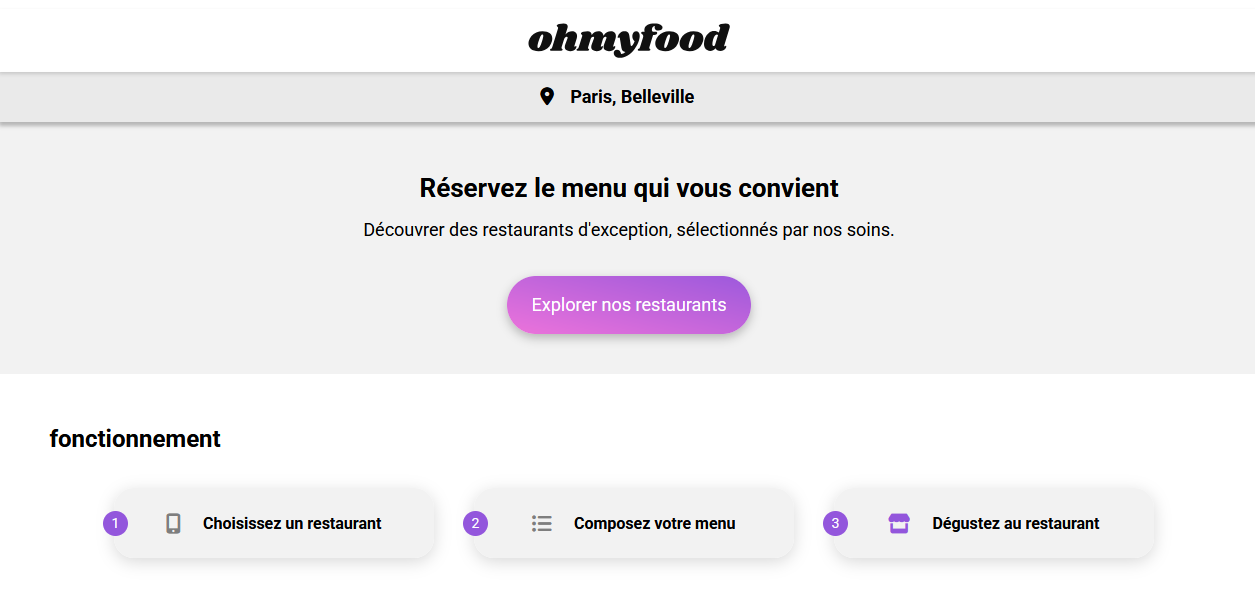 ohmyfood
Paris, Belleville
Réservez le menu qui vous convient
Découvrer des restaurants d'exception, sélectionnés par nos soins.
Explorer nos restaurants
fonctionnement
1 Choisissez un restaurant
2 Composez votre menu
3 Dégustez au restaurant